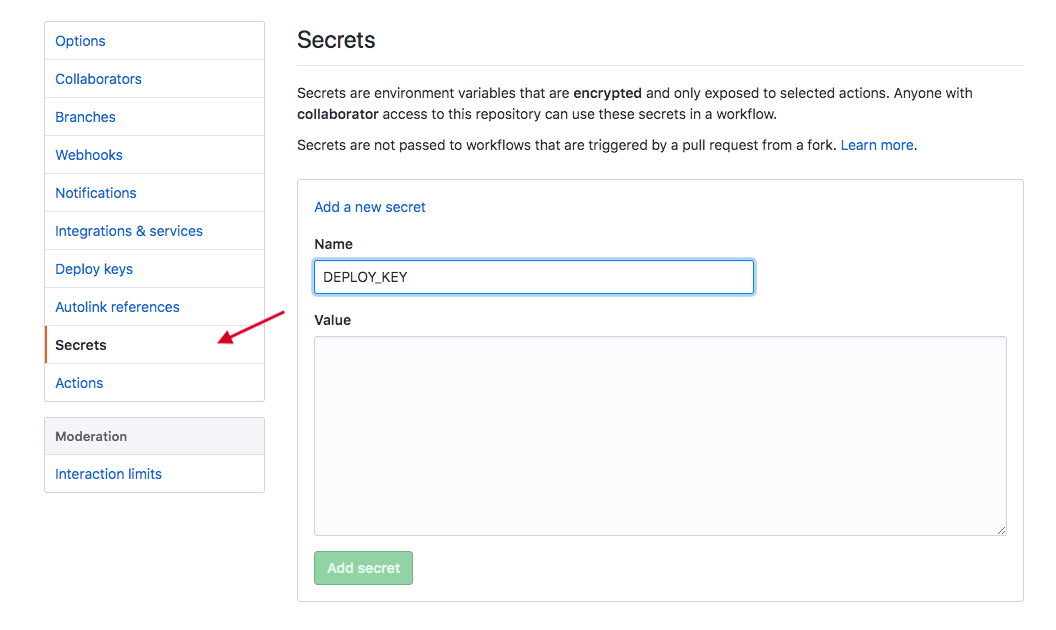 Options
Collaborators
Branches
Webhooks
Notifications
Integrations & services
Deploy keys
Autolink references
Secrets
Actions
Moderation
Interaction limits
Secrets
Secrets are environment variables that are encrypted and only exposed to selected actions. Anyone with
collaborator access to this repository can use these secrets in a workflow.
Secrets are not passed to workflows that are triggered by a pull request from a fork. Learn more.
Add a new secret
Name
DEPLOY_KEY
Value
Add secret